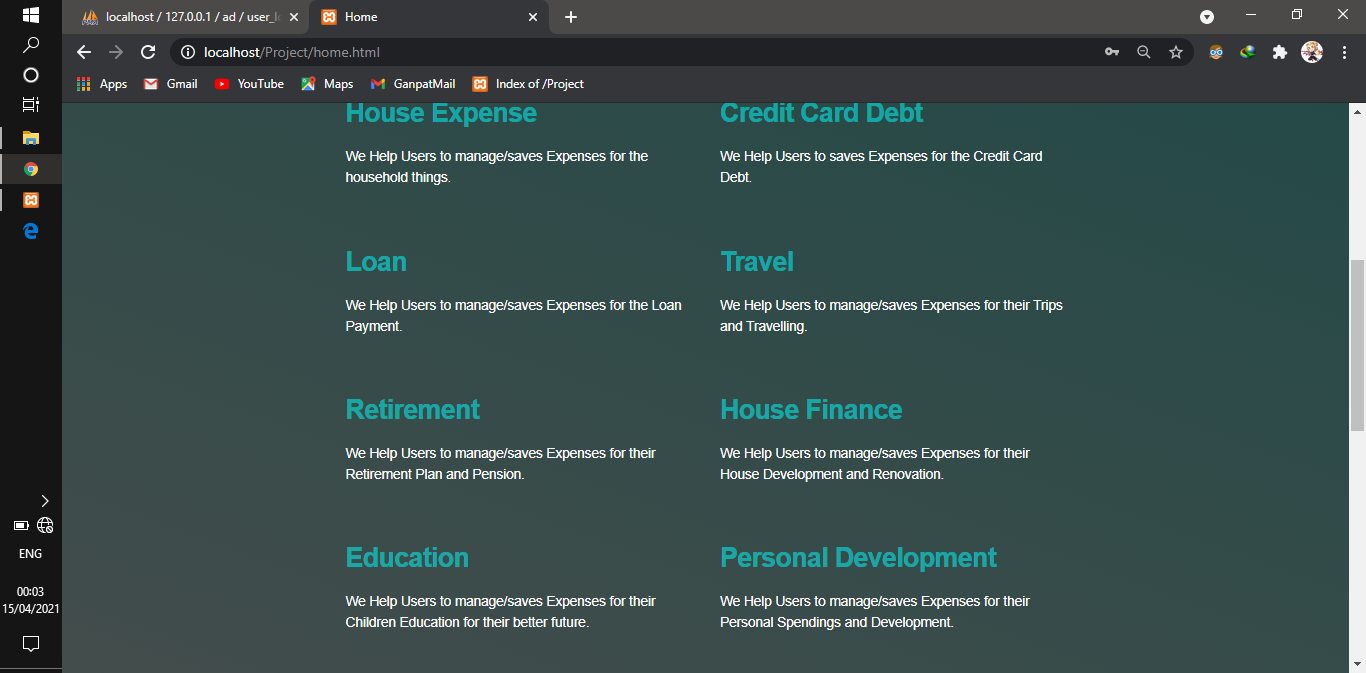 localhost / 127.0.0.1 / ad / user_l
Home
localhost/Project/home.html
Apps
Gmail
YouTube
Maps
GanpatMail
Index of /Project
House Expense
We Help Users to manage/saves Expenses for the
household things.
Credit Card Debt
We Help Users to saves Expenses for the Credit Card
Debt.
Loan
We Help Users to manage/saves Expenses for the Loan
Payment.
Travel
We Help Users to manage/saves Expenses for their Trips
and Travelling.
Retirement
We Help Users to manage/saves Expenses for their
Retirement Plan and Pension.
House Finance
We Help Users to manage/saves Expenses for their
House Development and Renovation.
Education
We Help Users to manage/saves Expenses for their
Children Education for their better future.
Personal Development
We Help Users to manage/saves Expenses for their
Personal Spendings and Development.
ENG
00:03
15/04/2021